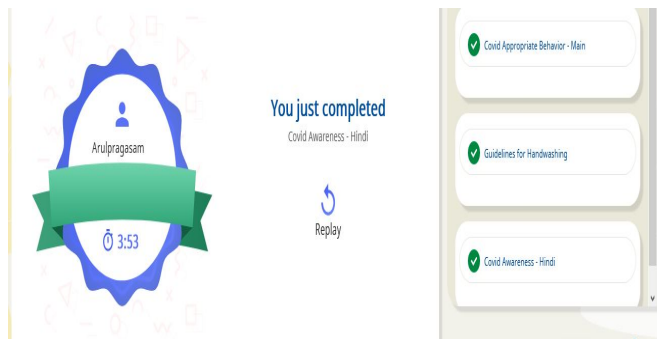 Arulpragasam
3:53
You just completed
Covid Awareness - Hindi
Replay
Covid Appropriate Behavior - Main
Guidelines for Handwashing
Covid Awareness - Hindi